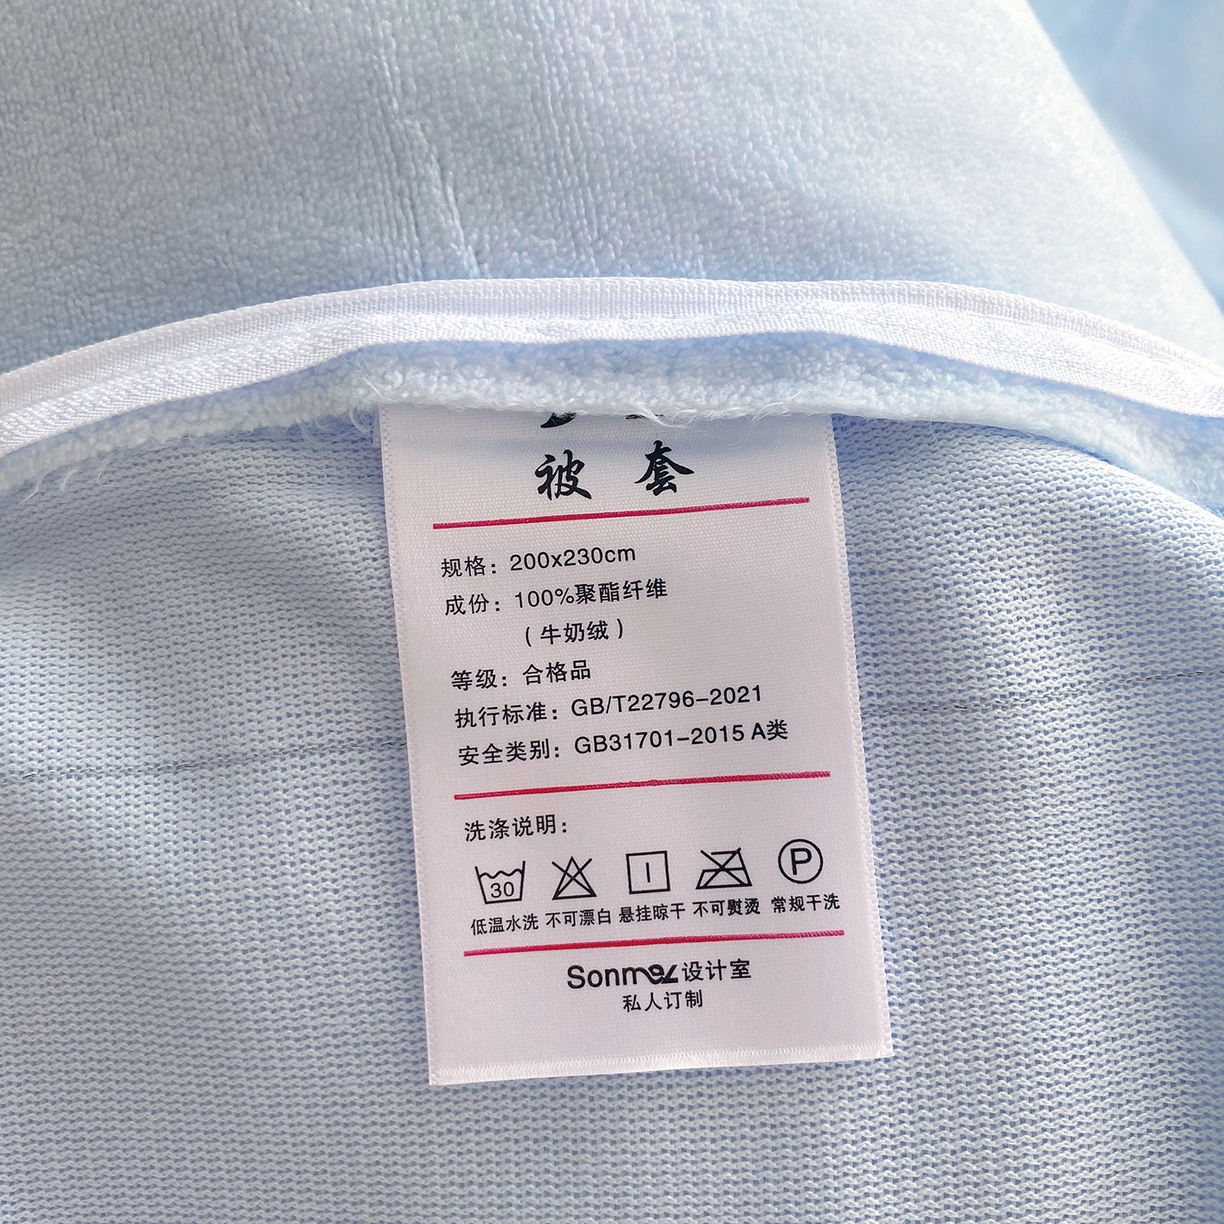 被套
规格：200x230cm
成份：100%聚酯纤维
（牛奶绒）
等级：合格品
执行标准：GB/T22796-2021
安全类别：GB31701-2015 A类
洗涤说明：
30
P
低温水洗 不可漂白 悬挂晾干 不可熨烫 常规干洗
设计室
私人订制